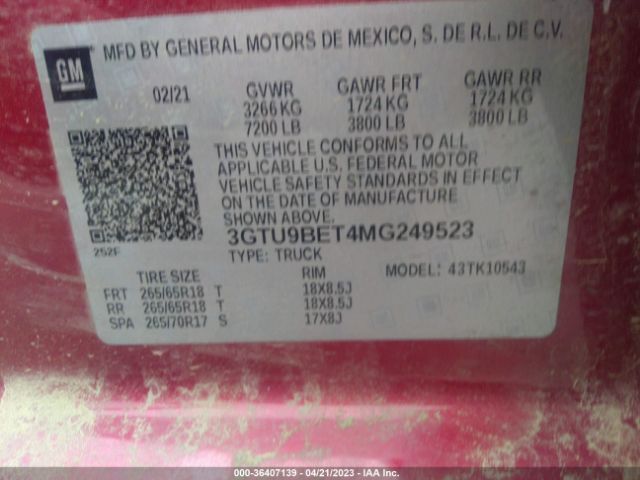 GM
MFD BY GENERAL MOTORS DE MEXICO, S. DE R.L. DE C.V.
02/21 GVWR GAWR FRT GAWR RR
3266 KG 1724 KG 1724 KG
7200 LB 3800 LB 3800 LB
THIS VEHICLE CONFORMS TO ALL
APPLICABLE U.S. FEDERAL MOTOR
VEHICLE SAFETY STANDARDS IN EFFECT
ON THE DATE OF MANUFACTURE
SHOWN ABOVE.
3GTU9BET4MG249523
252F TYPE: TRUCK
TIRE SIZE RIM MODEL: 43TK10543
FRT 265/65R18 T 18X8.5J
RR 265/65R18 T 18X8.5J
SPA 265/70R17 S 17X8J
000-36407139 - 04/21/2023 - IAA Inc.